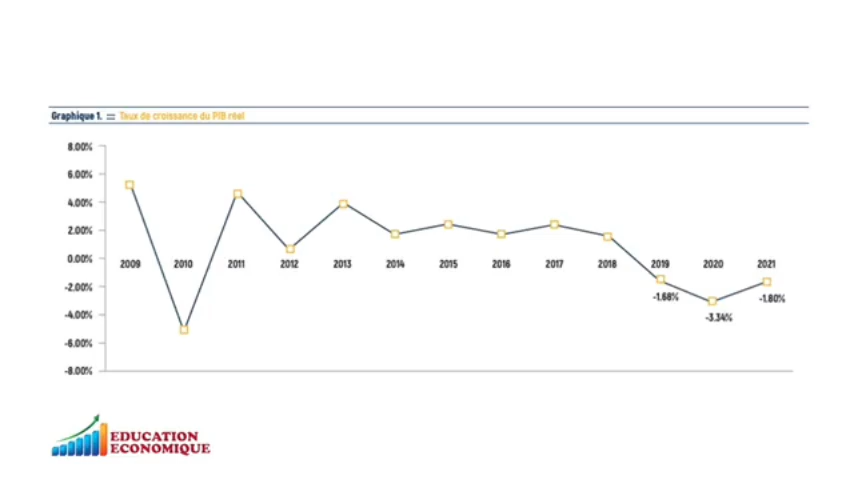 Graphique 1. :: Taux de croissance du PIB réel
8.00%
6.00%
4.00%
2.00%
0.00%
2009 2010 2011 2012 2013 2014 2015 2016 2017 2018 2019 2020 2021
-2.00%
-1.68% -1.80%
-4.00%
-3.34%
-6.00%
-8.00%
EDUCATION
ECONOMIQUE